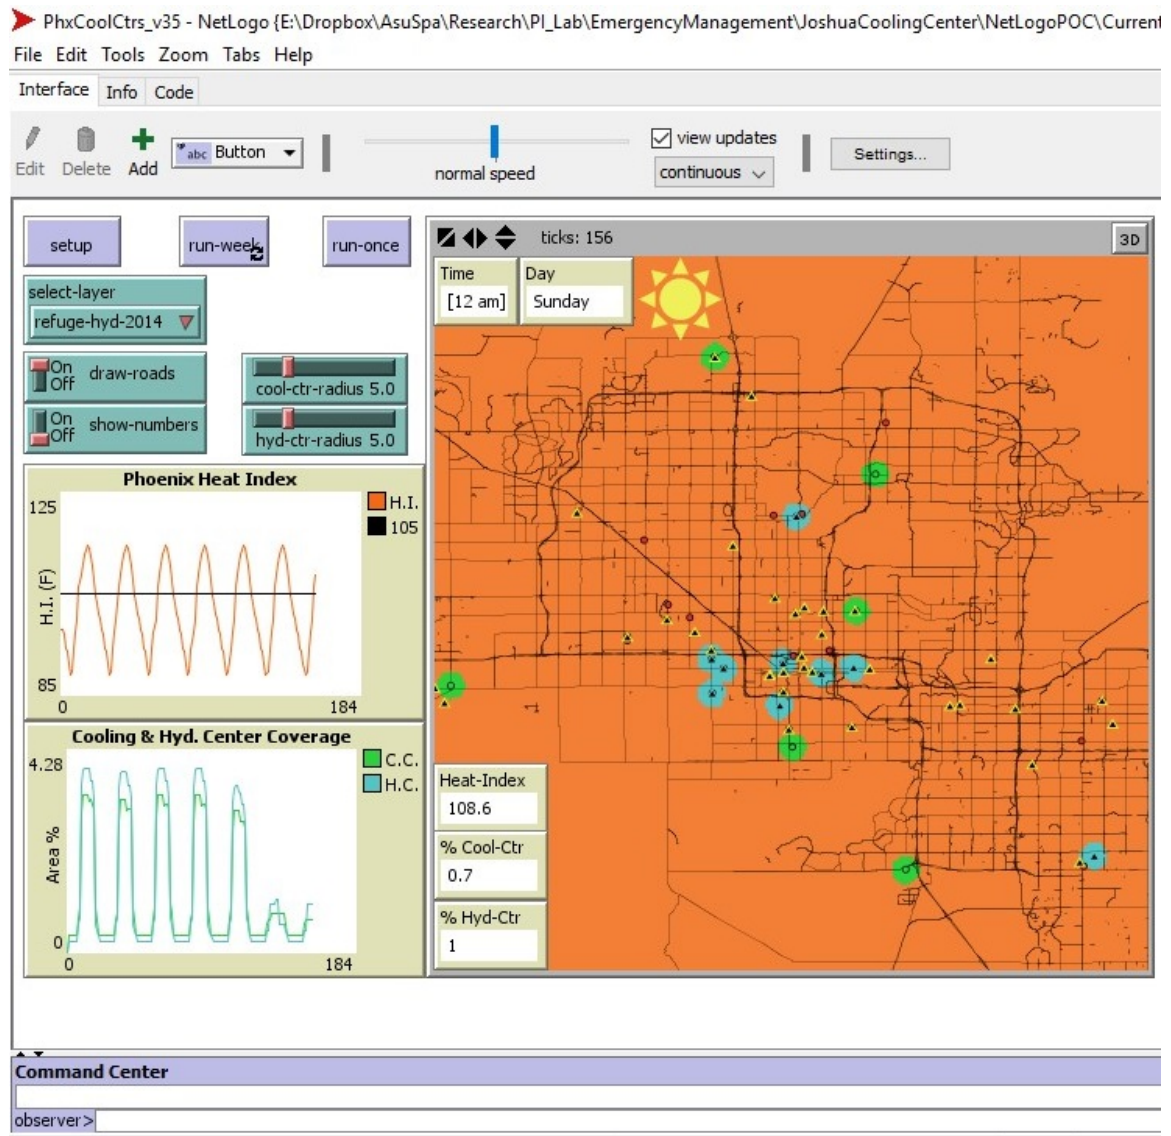 PhxCoolCtrs_v35 - NetLogo {E:\Dropbox\AsuSpa\Research\PI_Lab\EmergencyManagement\JoshuaCoolingCenter\NetLogoPOC\Current
File Edit Tools Zoom Tabs Help
Interface Info Code
Edit Delete Add
abc Button
normal speed
view updates
continuous
Settings...
setup run-week run-once
select-layer
refuge-hyd-2014
On
Off
draw-roads
On
Off
show-numbers
cool-ctr-radius 5.0
hyd-ctr-radius 5.0
Phoenix Heat Index
125
H.I. (F)
85
0
184
H.I.
105
Cooling & Hyd. Center Coverage
4.28
Area %
0
0
184
C.C.
H.C.
ticks: 156
3D
Time
[12 am]
Day
Sunday
Heat-Index
108.6
% Cool-Ctr
0.7
% Hyd-Ctr
1
Command Center
observer>